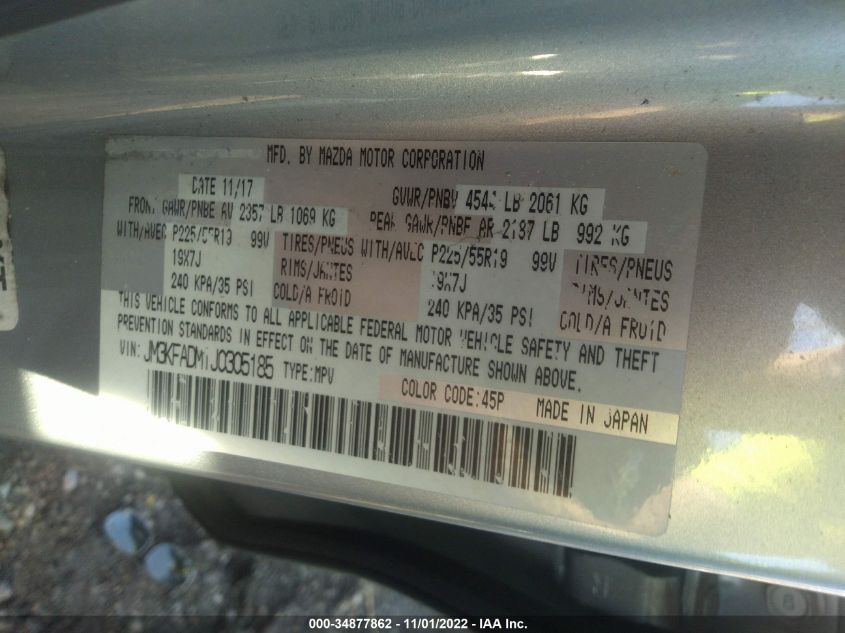 MFD. BY MAZDA MOTOR CORPORATION
DATE 11/17 GVWR/PNBV 4544 LB 2061 KG
FRONT GAWR/PNBE AV 2357 LB 1069 KG REAR GAWR/PNBE AR 2187 LB 992 KG
WITH/AVEC P225/55R19 99V TIRES/PNEUS WITH/AVEC P225/55R19 99V TIRES/PNEUS
19X7J RIMS/JANTES 19X7J RIMS/JANTES
240 KPA/35 PSI COLD/A FROID 240 KPA/35 PSI COLD/A FROID
THIS VEHICLE CONFORMS TO ALL APPLICABLE FEDERAL MOTOR VEHICLE SAFETY AND THEFT
PREVENTION STANDARDS IN EFFECT ON THE DATE OF MANUFACTURE SHOWN ABOVE.
VIN: JM3KFADM1J0305185 TYPE:MPV
COLOR CODE:45P MADE IN JAPAN
000-34877862 - 11/01/2022 - IAA Inc.